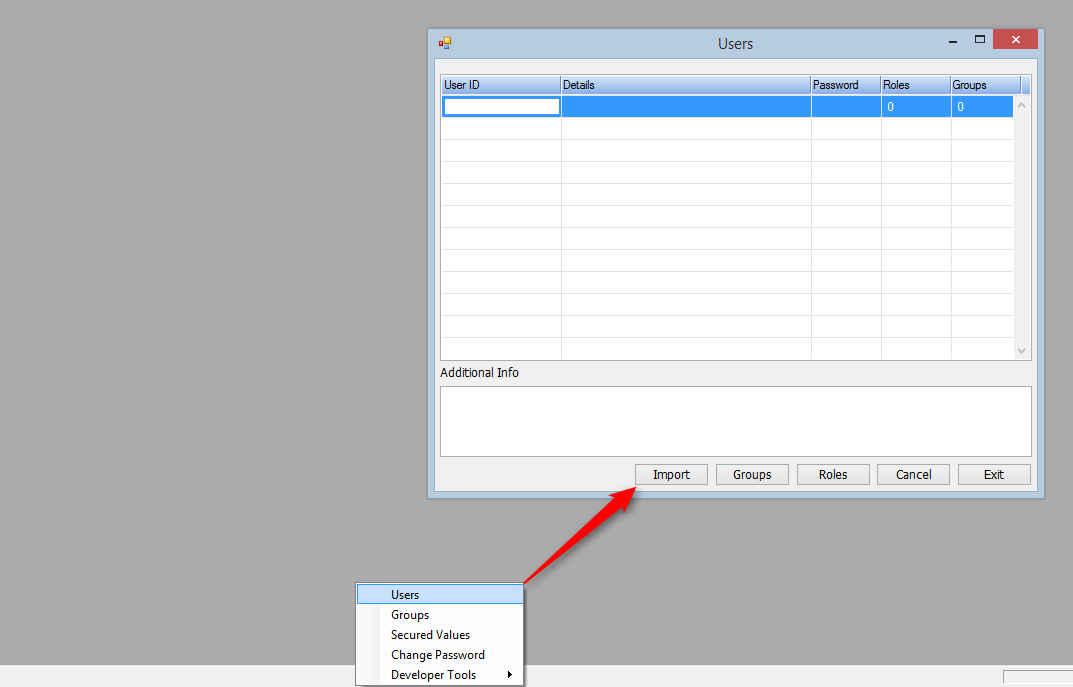 Users
User ID Details Password Roles Groups
0 0
Additional Info
Import Groups Roles Cancel Exit
Users
Groups
Secured Values
Change Password
Developer Tools